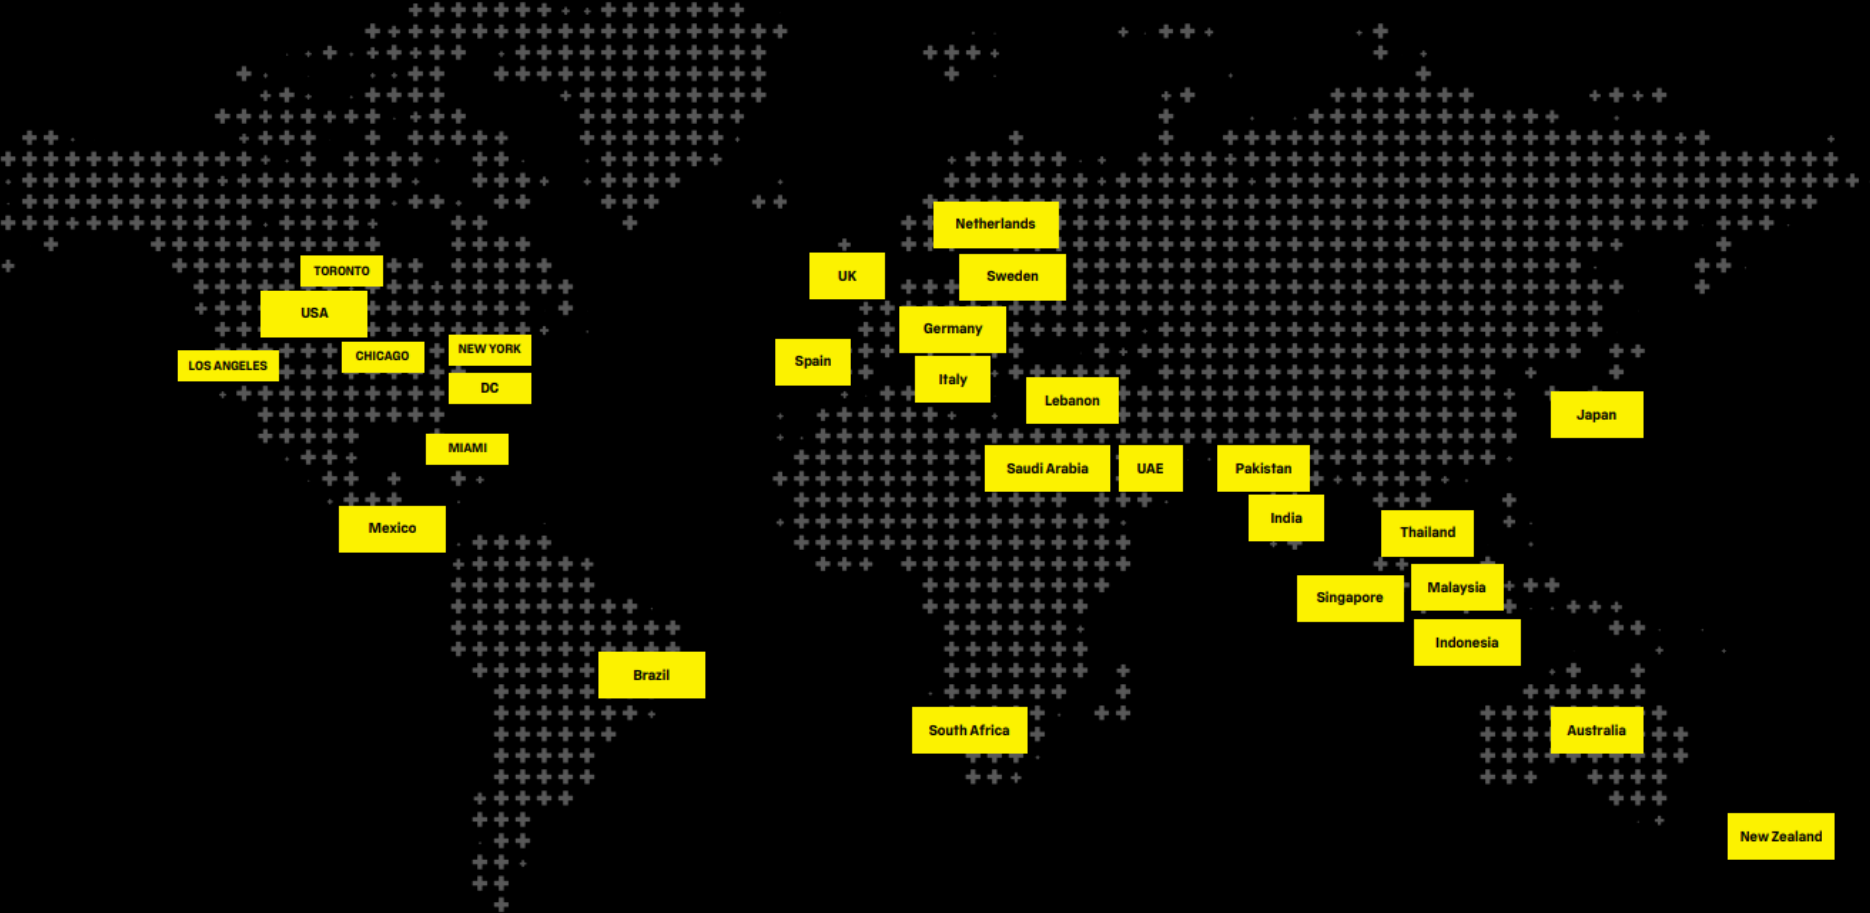 Netherlands
TORONTO
UK
Sweden
USA
Germany
LOS ANGELES
CHICAGO
NEW YORK
Spain
DC
Italy
Lebanon
Japan
MIAMI
Saudi Arabia
UAE
Pakistan
Mexico
India
Thailand
Singapore
Malaysia
Indonesia
Brazil
South Africa
Australia
New Zealand